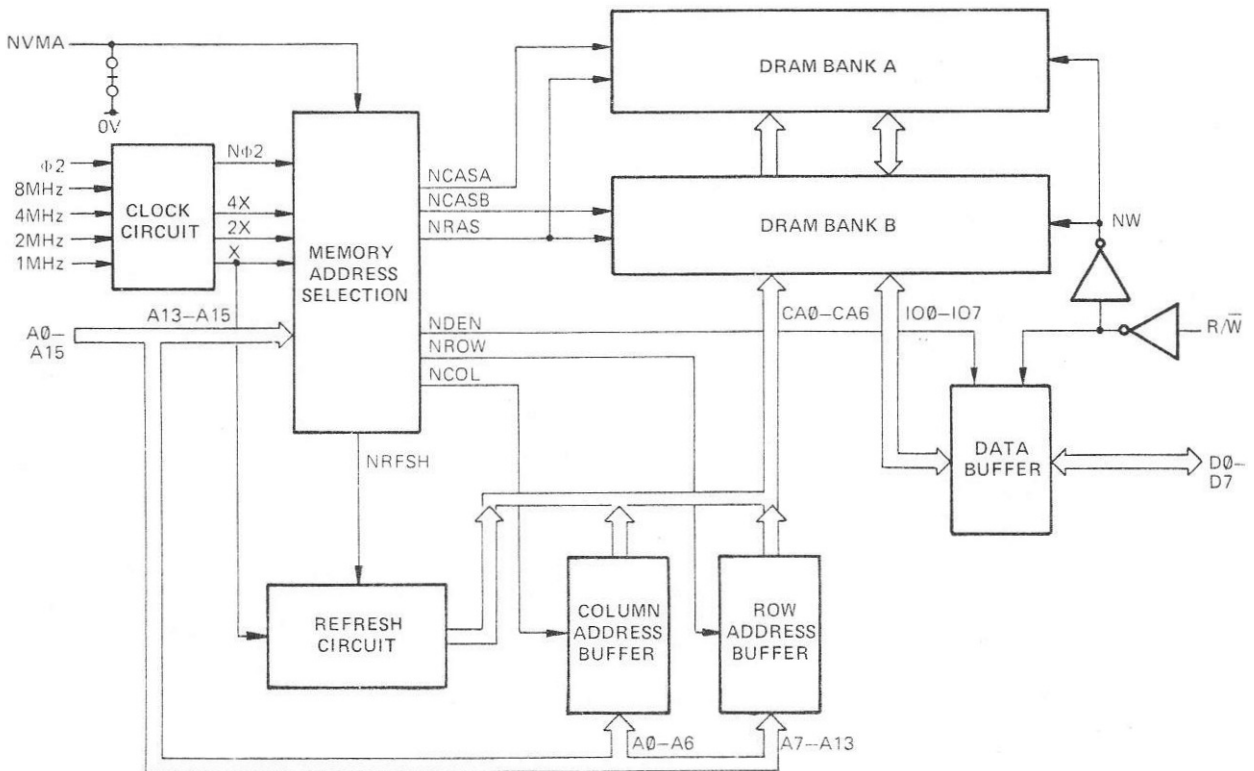 NVMA
0V
DRAM BANK A
Φ2
8MHz
4MHz
2MHz
1MHz
CLOCK
CIRCUIT
NΦ2
4X
2X
X
MEMORY
ADDRESS
SELECTION
NCASA
NCASB
NRAS
DRAM BANK B
NW
R/W̅
A0–
A15
A13–A15
NDEN
NROW
NCOL
CA0–CA6
IO0–IO7
NRFSH
DATA
BUFFER
D0–
D7
REFRESH
CIRCUIT
COLUMN
ADDRESS
BUFFER
ROW
ADDRESS
BUFFER
A0–A6
A7–A13